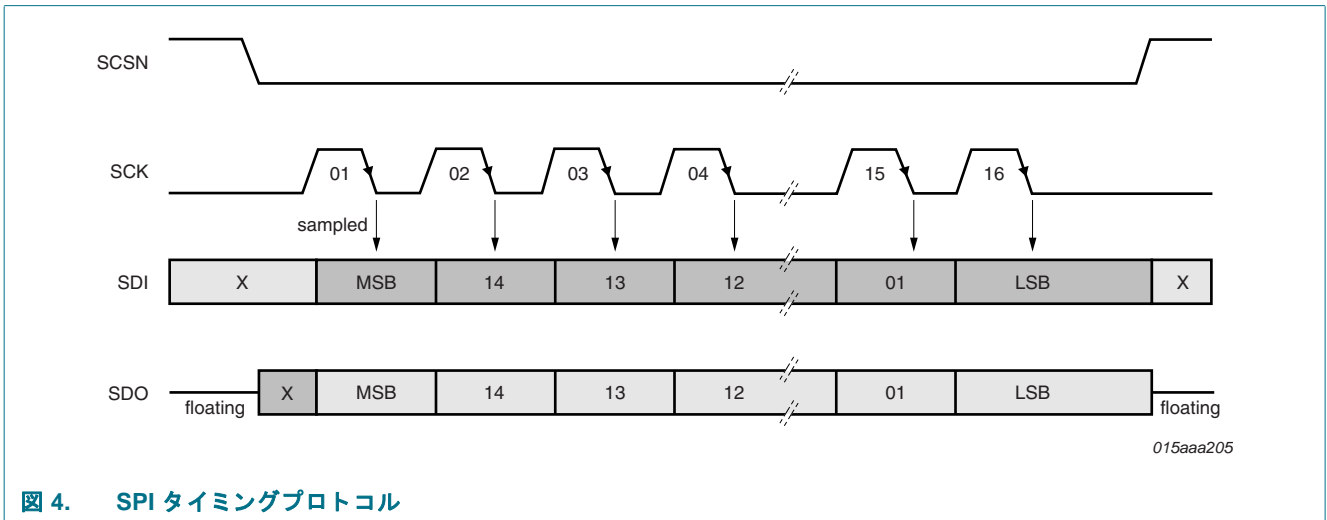 SCSN
SCK 01 02 03 04 15 16
sampled
SDI X MSB 14 13 12 01 LSB X
SDO floating X MSB 14 13 12 01 LSB floating
015aaa205
図 4. SPI タイミングプロトコル